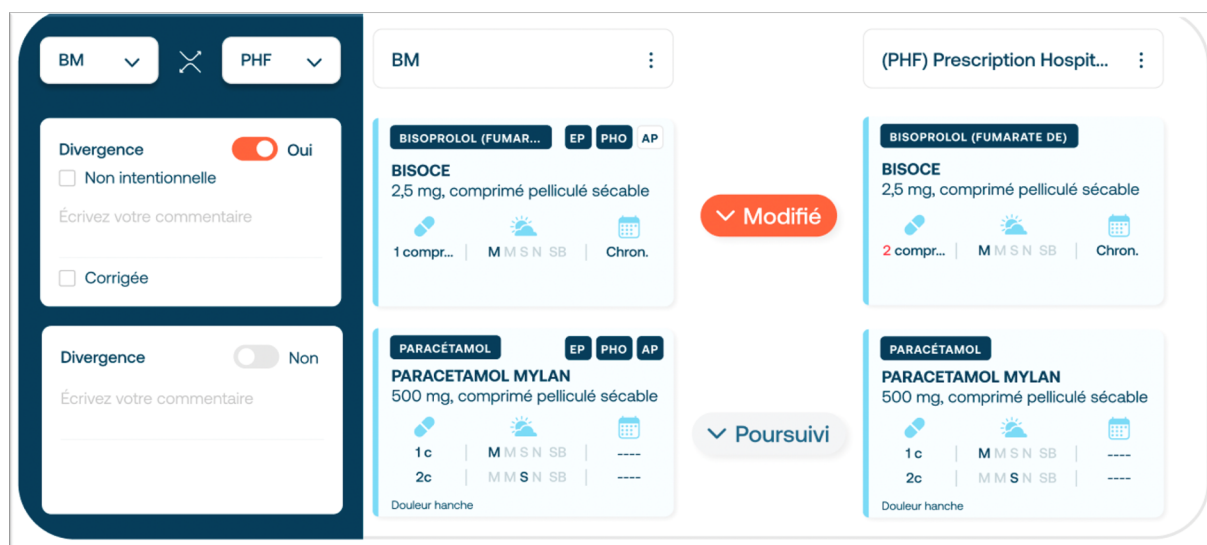 BM
PHF
BM
(PHF) Prescription Hospit...
Divergence
Oui
Non intentionnelle
Écrivez votre commentaire
Corrigée
BISOPROLOL (FUMAR...
EP PHO AP
BISOCE
2,5 mg, comprimé pelliculé sécable
1 compr... | M M S N SB | Chron.
Modifié
BISOPROLOL (FUMARATE DE)
BISOCE
2,5 mg, comprimé pelliculé sécable
2 compr... | M M S N SB | Chron.
Divergence
Non
Écrivez votre commentaire
PARACÉTAMOL
EP PHO AP
PARACETAMOL MYLAN
500 mg, comprimé pelliculé sécable
1 c | M M S N SB | ----
2c | M M S N SB | ----
Douleur hanche
Poursuivi
PARACÉTAMOL
PARACETAMOL MYLAN
500 mg, comprimé pelliculé sécable
1 c | M M S N SB | ----
2c | M M S N SB | ----
Douleur hanche